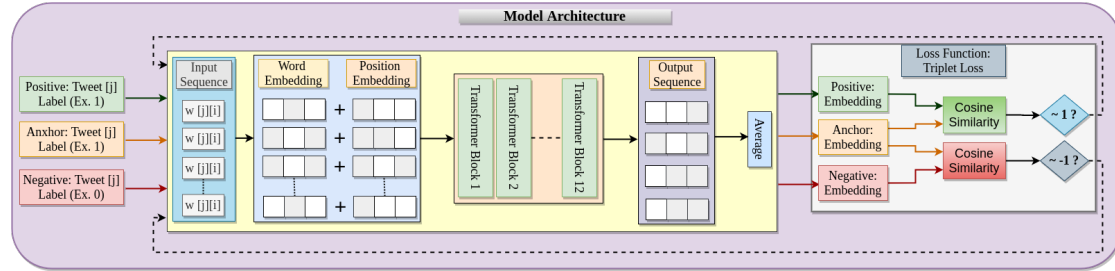 Model Architecture
Positive: Tweet [j]
Label (Ex. 1)
Anxhor: Tweet [j]
Label (Ex. 1)
Negative: Tweet [j]
Label (Ex. 0)
Input
Sequence
w [j][i]
w [j][i]
w [j][i]
w [j][i]
Word
Embedding
Position
Embedding
+
+
+
+
Transformer Block 1
Transformer Block 2
Transformer Block 12
Output
Sequence
Average
Loss Function:
Triplet Loss
Positive:
Embedding
Anchor:
Embedding
Negative:
Embedding
Cosine
Similarity
Cosine
Similarity
~ 1 ?
~ -1 ?